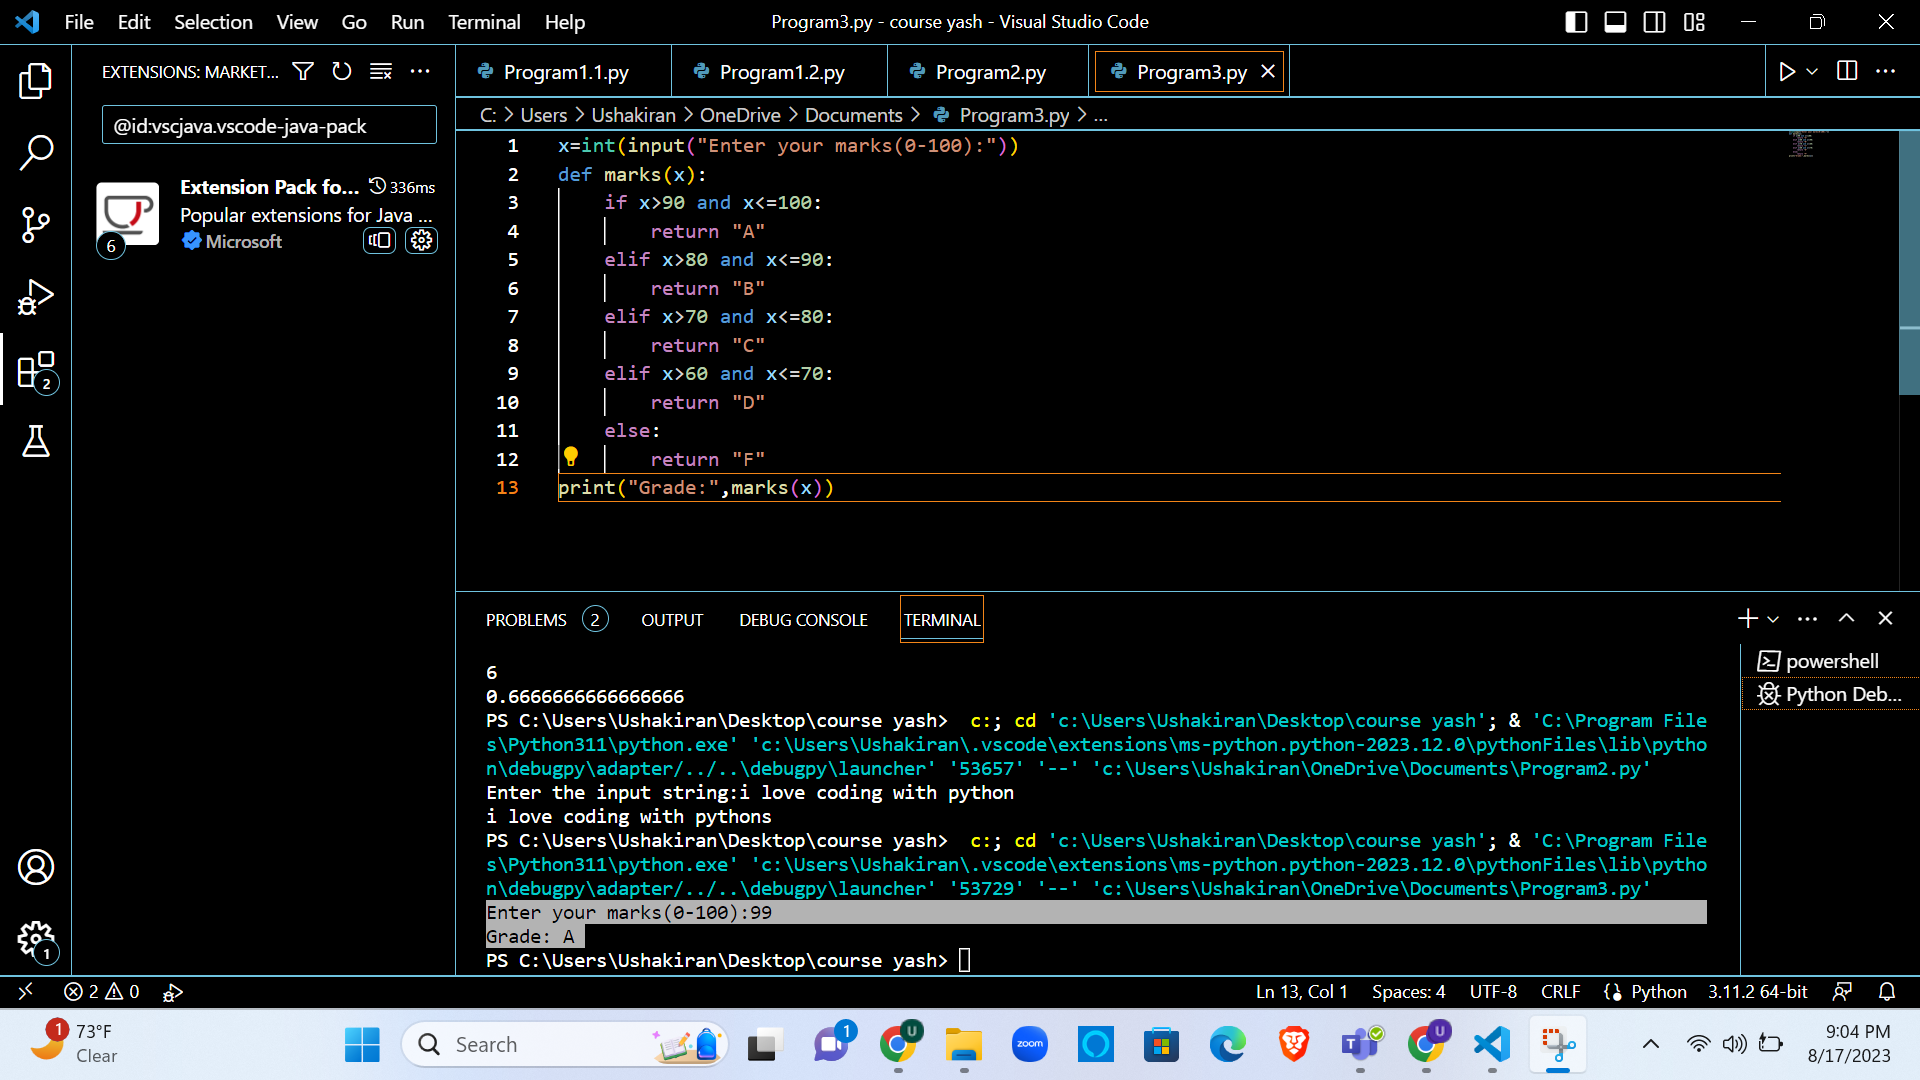 File Edit Selection View Go Run Terminal Help
Program3.py - course yash - Visual Studio Code
EXTENSIONS: MARKET...
@id:vscjava.vscode-java-pack
Extension Pack fo... 336ms
Popular extensions for Java ...
Microsoft
6
2
1
Program1.1.py Program1.2.py Program2.py Program3.py
C: > Users > Ushakiran > OneDrive > Documents > Program3.py > ...
1 x=int(input("Enter your marks(0-100):"))
2 def marks(x):
3 if x>90 and x<=100:
4 return "A"
5 elif x>80 and x<=90:
6 return "B"
7 elif x>70 and x<=80:
8 return "C"
9 elif x>60 and x<=70:
10 return "D"
11 else:
12 return "F"
13 print("Grade:",marks(x))
PROBLEMS 2 OUTPUT DEBUG CONSOLE TERMINAL
powershell
Python Deb...
6
0.6666666666666666
PS C:\Users\Ushakiran\Desktop\course yash> c:; cd 'c:\Users\Ushakiran\Desktop\course yash'; & 'C:\Program File
s\Python311\python.exe' 'c:\Users\Ushakiran\.vscode\extensions\ms-python.python-2023.12.0\pythonFiles\lib\pytho
n\debugpy\adapter/../..\debugpy\launcher' '53657' '--' 'c:\Users\Ushakiran\OneDrive\Documents\Program2.py'
Enter the input string:i love coding with python
i love coding with pythons
PS C:\Users\Ushakiran\Desktop\course yash> c:; cd 'c:\Users\Ushakiran\Desktop\course yash'; & 'C:\Program File
s\Python311\python.exe' 'c:\Users\Ushakiran\.vscode\extensions\ms-python.python-2023.12.0\pythonFiles\lib\pytho
n\debugpy\adapter/../..\debugpy\launcher' '53729' '--' 'c:\Users\Ushakiran\OneDrive\Documents\Program3.py'
Enter your marks(0-100):99
Grade: A
PS C:\Users\Ushakiran\Desktop\course yash>
2 0
Ln 13, Col 1 Spaces: 4 UTF-8 CRLF Python 3.11.2 64-bit
1 73°F
Clear
Search
1
U
zoom
U
9:04 PM
8/17/2023